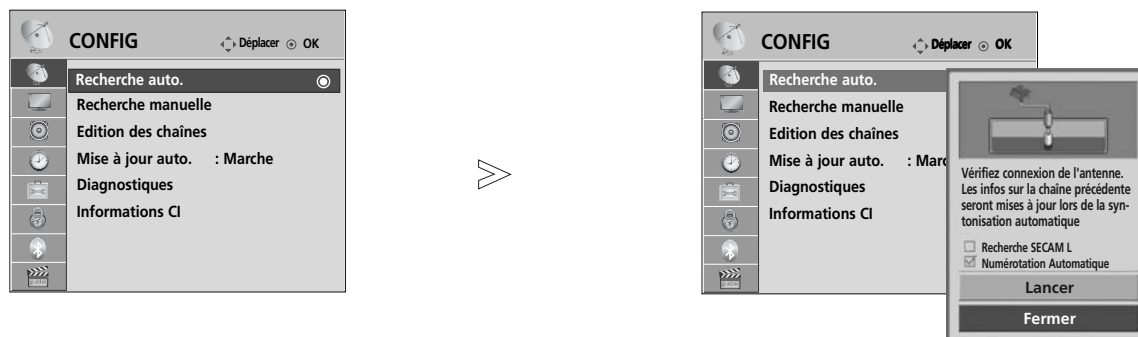 CONFIG
Déplacer OK
Recherche auto.
Recherche manuelle
Edition des chaînes
Mise à jour auto. : Marche
Diagnostiques
Informations CI
CONFIG
Déplacer OK
Recherche auto.
Recherche manuelle
Edition des chaînes
Mise à jour auto. : Marc
Diagnostiques
Informations CI
Vérifiez connexion de l'antenne.
Les infos sur la chaîne précédente
seront mises à jour lors de la syn-
tonisation automatique
Recherche SECAM L
Numérotation Automatique
Lancer
Fermer